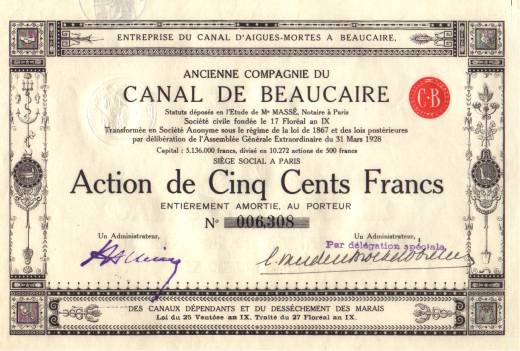 ENTREPRISE DU CANAL D'AIGUES-MORTES A BEAUCAIRE.
ANCIENNE COMPAGNIE DU
CANAL DE BEAUCAIRE
Statuts déposés en l'Etude de Me MASSÉ, Notaire à Paris
Société civile fondée le 17 Floréal an IX
Transformée en Société Anonyme sous le régime de la loi de 1867 et des lois postérieures
par délibération de l'Assemblée Générale Extraordinaire du 31 Mars 1928
Capital : 5.136.000 francs, divisé en 10.272 actions de 500 francs
SIÈGE SOCIAL A PARIS
C-B
Action de Cinq Cents Francs
ENTIÈREMENT AMORTIE, AU PORTEUR
No 006,308
Un Administrateur,
Un Administrateur,
Par délégation spéciale
DES CANAUX DÉPENDANTS ET DU DESSÈCHEMENT DES MARAIS
Loi du 25 Ventôse an IX. Traité du 27 Floréal an IX.